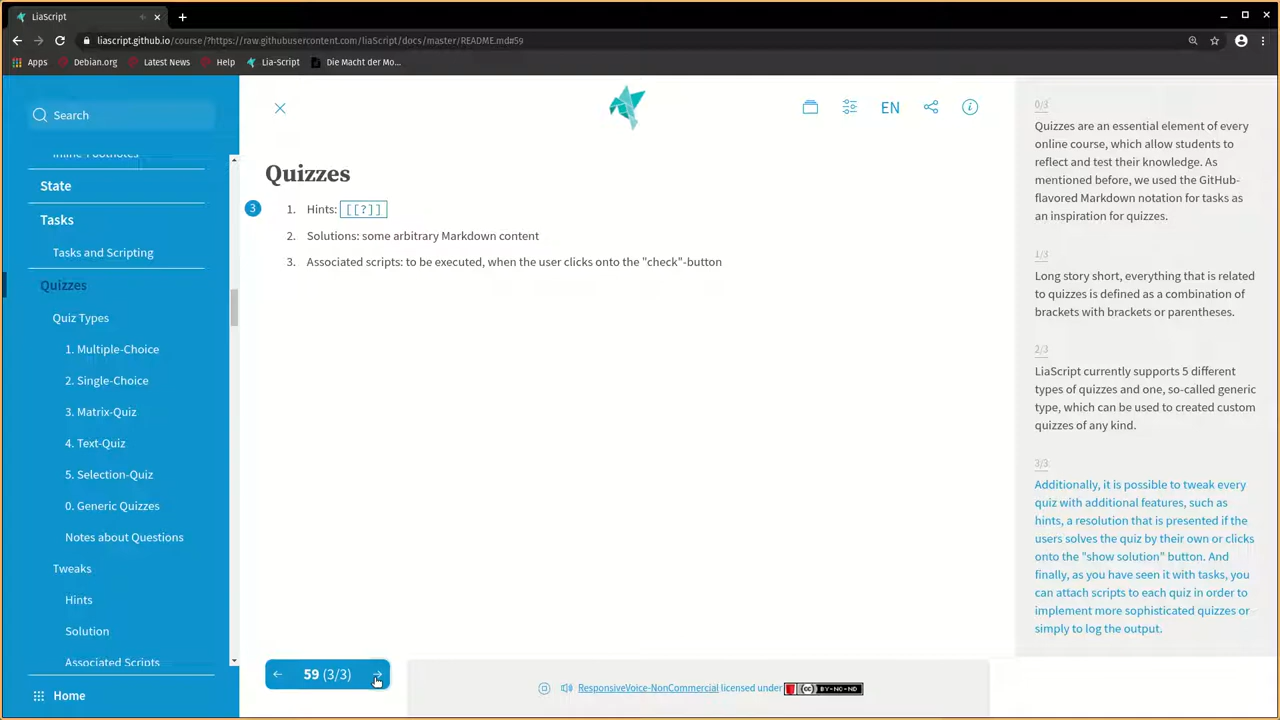 LiaScript
liascript.github.io/course/?https://raw.githubusercontent.com/liaScript/docs/master/README.md#59
Apps
Debian.org
Latest News
Help
Lia-Script
Die Macht der Mo...
Search
Inline-Footnotes
State
Tasks
Tasks and Scripting
Quizzes
Quiz Types
1. Multiple-Choice
2. Single-Choice
3. Matrix-Quiz
4. Text-Quiz
5. Selection-Quiz
0. Generic Quizzes
Notes about Questions
Tweaks
Hints
Solution
Associated Scripts
Home
EN
Quizzes
3
1. Hints: [[?]]
2. Solutions: some arbitrary Markdown content
3. Associated scripts: to be executed, when the user clicks onto the "check"-button
59 (3/3)
ResponsiveVoice-NonCommercial licensed under
CC BY-NC-ND
0/3
Quizzes are an essential element of every
online course, which allow students to
reflect and test their knowledge. As
mentioned before, we used the GitHub-
flavored Markdown notation for tasks as
an inspiration for quizzes.
1/3
Long story short, everything that is related
to quizzes is defined as a combination of
brackets with brackets or parentheses.
2/3
LiaScript currently supports 5 different
types of quizzes and one, so-called generic
type, which can be used to created custom
quizzes of any kind.
3/3
Additionally, it is possible to tweak every
quiz with additional features, such as
hints, a resolution that is presented if the
users solves the quiz by their own or clicks
onto the "show solution" button. And
finally, as you have seen it with tasks, you
can attach scripts to each quiz in order to
implement more sophisticated quizzes or
simply to log the output.